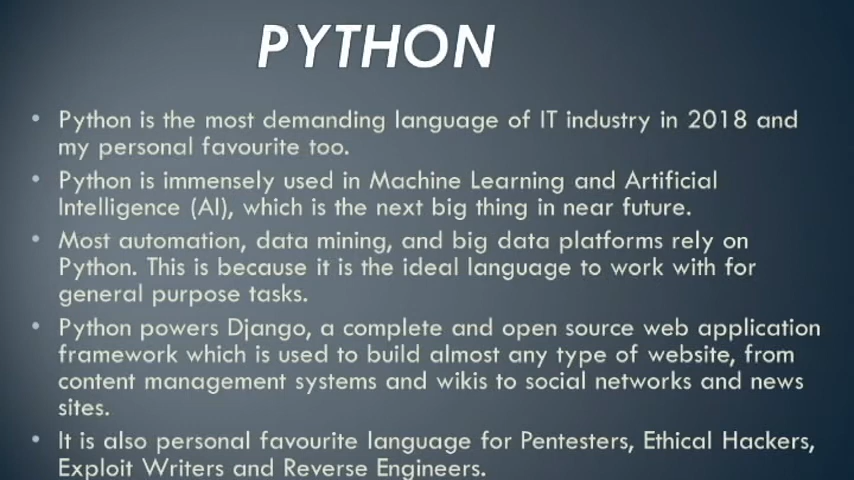 PYTHON
• Python is the most demanding language of IT industry in 2018 and
my personal favourite too.
• Python is immensely used in Machine Learning and Artificial
Intelligence (AI), which is the next big thing in near future.
• Most automation, data mining, and big data platforms rely on
Python. This is because it is the ideal language to work with for
general purpose tasks.
• Python powers Django, a complete and open source web application
framework which is used to build almost any type of website, from
content management systems and wikis to social networks and news
sites.
• It is also personal favourite language for Pentesters, Ethical Hackers,
Exploit Writers and Reverse Engineers.